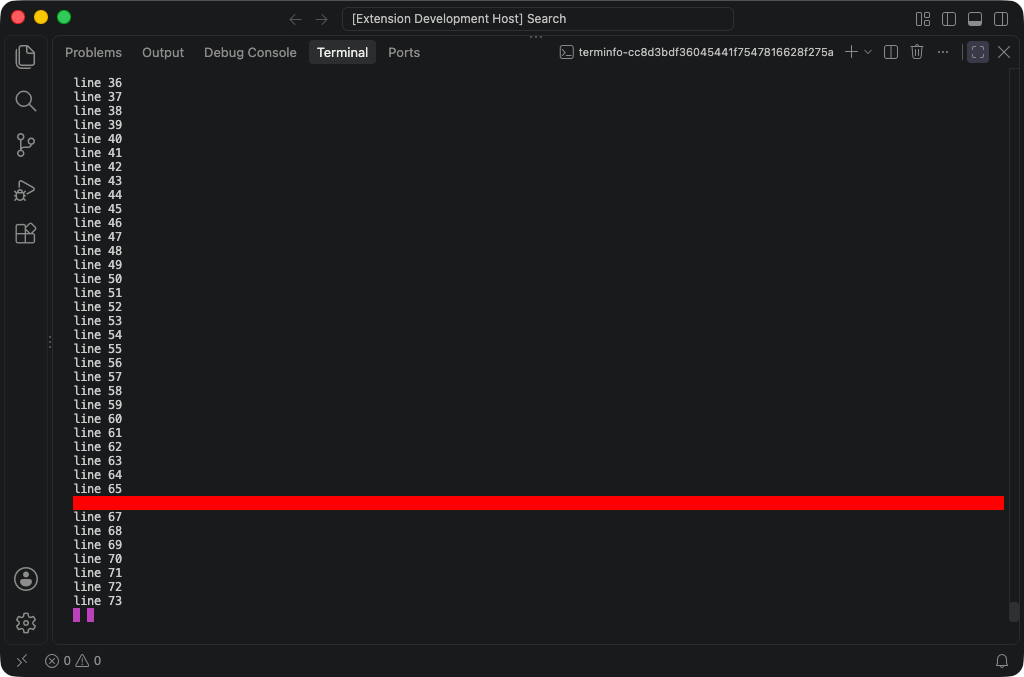 [Extension Development Host] Search
Problems Output Debug Console Terminal Ports terminfo-cc8d3bdf36045441f7547816628f275a
line 36
line 37
line 38
line 39
line 40
line 41
line 42
line 43
line 44
line 45
line 46
line 47
line 48
line 49
line 50
line 51
line 52
line 53
line 54
line 55
line 56
line 57
line 58
line 59
line 60
line 61
line 62
line 63
line 64
line 65
line 67
line 68
line 69
line 70
line 71
line 72
line 73
0 0